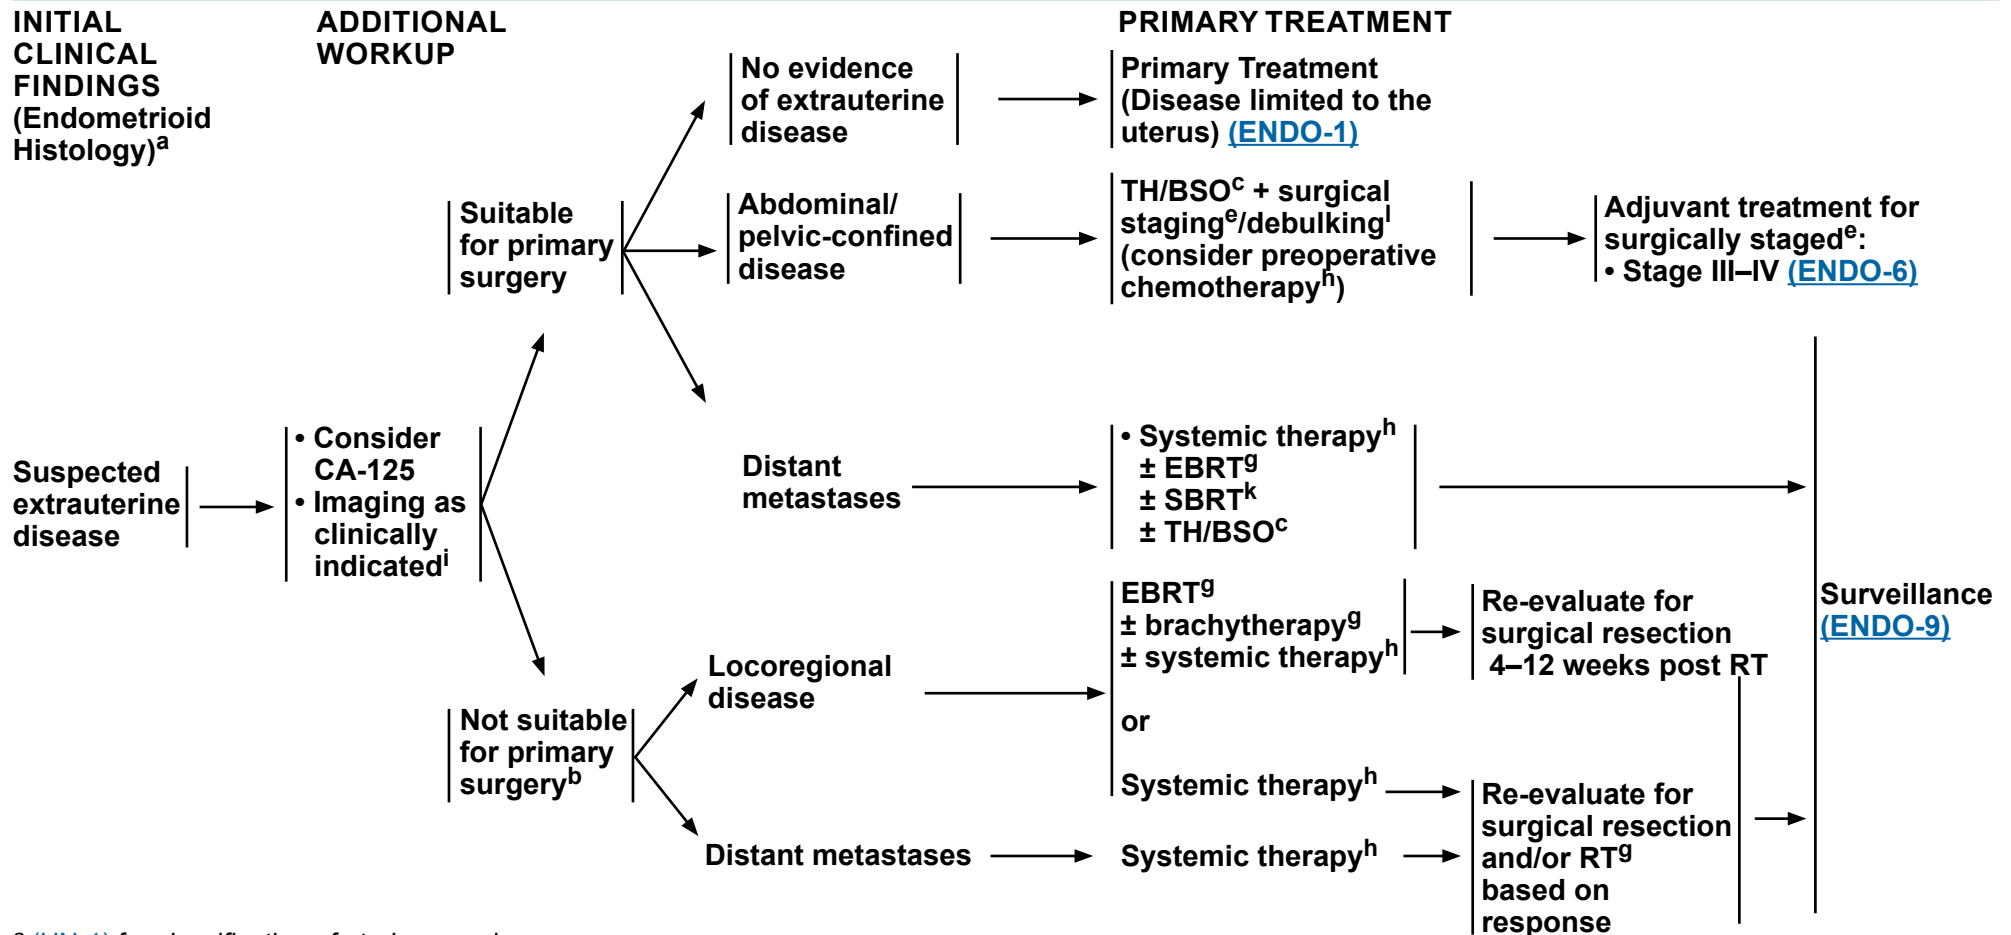 INITIAL
CLINICAL
FINDINGS
(Endometrioid
Histology)a
ADDITIONAL
WORKUP
PRIMARY TREATMENT
Suspected
extrauterine
disease
• Consider
CA-125
• Imaging as
clinically
indicatedi
Suitable
for primary
surgery
No evidence
of extrauterine
disease
Primary Treatment
(Disease limited to the
uterus) (ENDO-1)
Abdominal/
pelvic-confined
disease
TH/BSOc + surgical
staginge/debulkingl
(consider preoperative
chemotherapyh)
Adjuvant treatment for
surgically stagede:
• Stage III–IV (ENDO-6)
Distant
metastases
• Systemic therapyh
± EBRTg
± SBRTk
± TH/BSOc
Not suitable
for primary
surgeryb
Locoregional
disease
EBRTg
± brachytherapyg
± systemic therapyh
Re-evaluate for
surgical resection
4–12 weeks post RT
or
Systemic therapyh
Distant metastases
Systemic therapyh
Re-evaluate for
surgical resection
and/or RTg
based on
response
Surveillance
(ENDO-9)